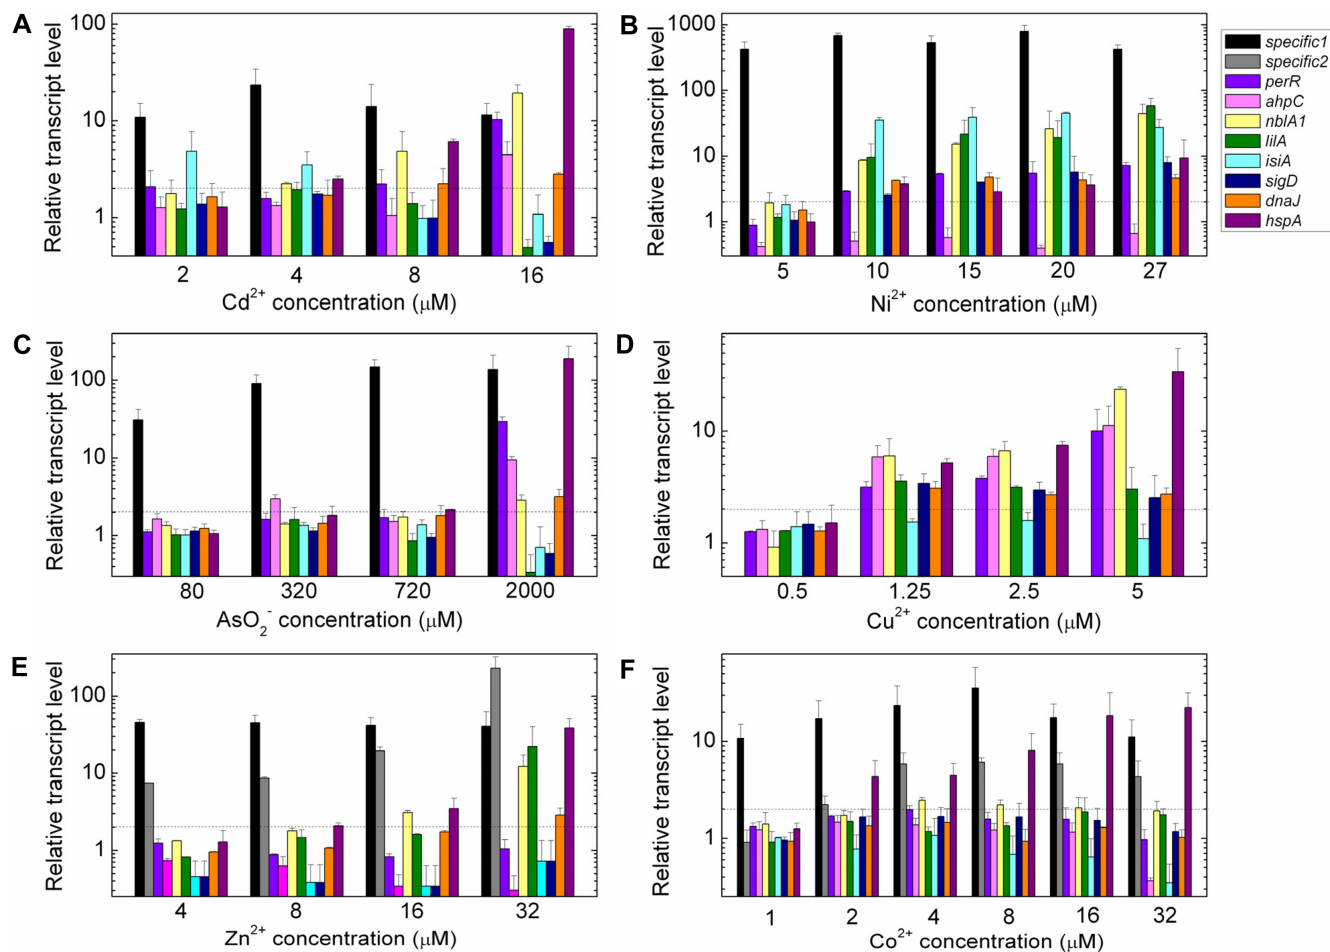 A
Relative transcript level
100
10
1
2 4 8 16
Cd2+ concentration (μM)
B
Relative transcript level
1000
100
10
1
5 10 15 20 27
Ni2+ concentration (μM)
specific1
specific2
perR
ahpC
nblA1
lilA
isiA
sigD
dnaJ
hspA
C
Relative transcript level
100
10
1
80 320 720 2000
AsO2- concentration (μM)
D
Relative transcript level
10
1
0.5 1.25 2.5 5
Cu2+ concentration (μM)
E
Relative transcript level
100
10
1
4 8 16 32
Zn2+ concentration (μM)
F
Relative transcript level
10
1
1 2 4 8 16 32
Co2+ concentration (μM)